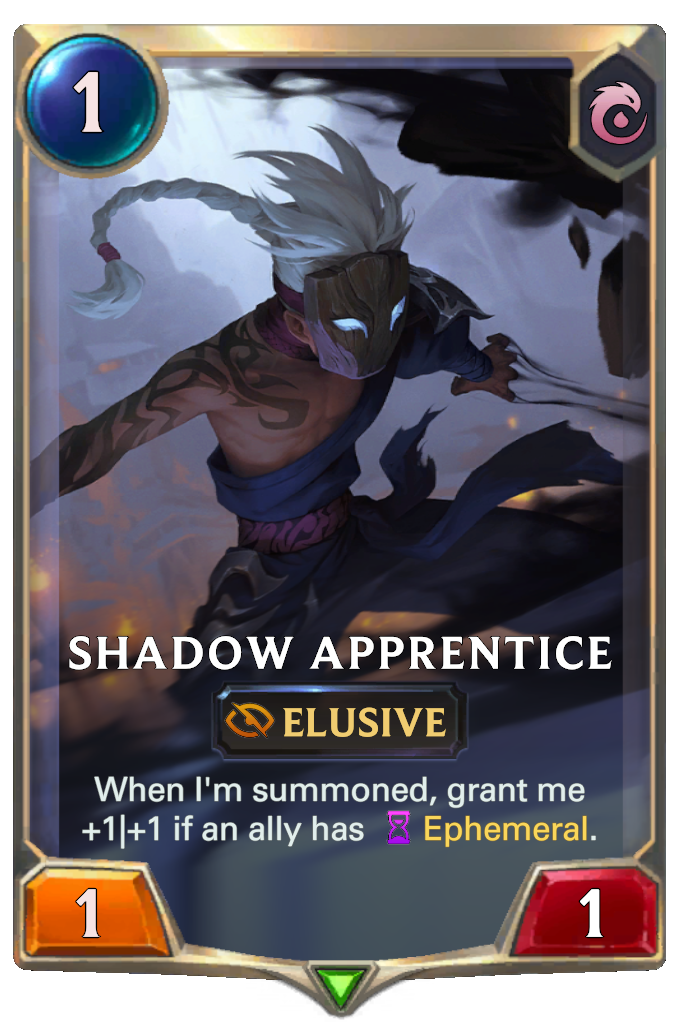 1
SHADOW APPRENTICE
ELUSIVE
When I'm summoned, grant me
+1|+1 if an ally has Ephemeral.
1
1